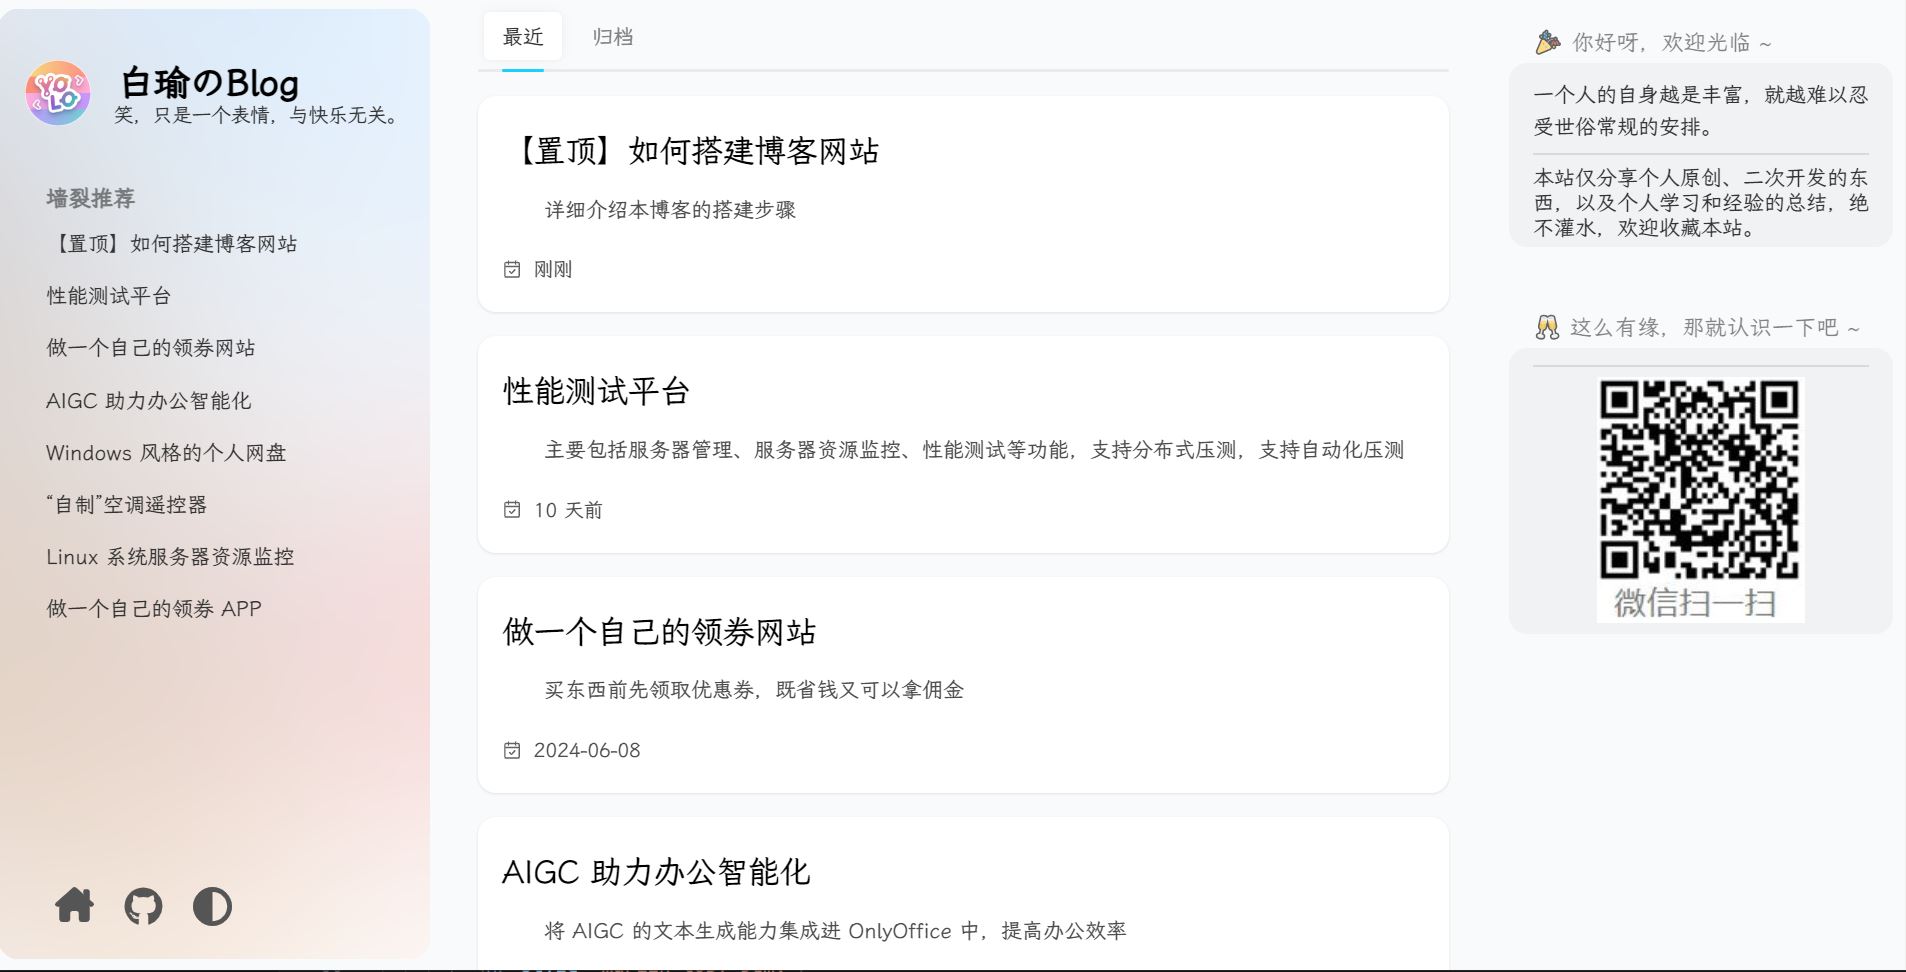 YOLO
白瑜のBlog
笑，只是一个表情，与快乐无关。
墙裂推荐
【置顶】如何搭建博客网站
性能测试平台
做一个自己的领券网站
AIGC 助力办公智能化
Windows 风格的个人网盘
“自制”空调遥控器
Linux 系统服务器资源监控
做一个自己的领券 APP
最近 归档
【置顶】如何搭建博客网站
详细介绍本博客的搭建步骤
刚刚
性能测试平台
主要包括服务器管理、服务器资源监控、性能测试等功能，支持分布式压测，支持自动化压测
10 天前
做一个自己的领券网站
买东西前先领取优惠券，既省钱又可以拿佣金
2024-06-08
AIGC 助力办公智能化
将 AIGC 的文本生成能力集成进 OnlyOffice 中，提高办公效率
你好呀，欢迎光临 ~
一个人的自身越是丰富，就越难以忍
受世俗常规的安排。
本站仅分享个人原创、二次开发的东
西，以及个人学习和经验的总结，绝
不灌水，欢迎收藏本站。
这么有缘，那就认识一下吧 ~
微信扫一扫